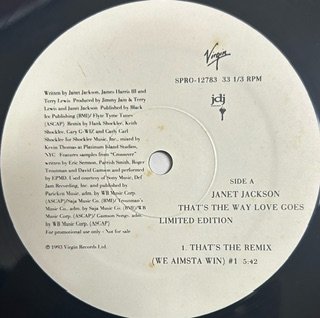 Virgin
SPRO-12783 33 1/3 RPM
jdj
Written by Janet Jackson, James Harris III and
Terry Lewis Produced by Jimmy Jam & Terry
Lewis and Janet Jackson. Published by Black
Ice Publishing (BMI)/ Flyte Tyme Tunes
(ASCAP) Remix by Hank Shocklee, Keith
Shocklee, Gary G-WIZ and Carly Carl
Shocklee for Shocklee Music, Inc., mixed by
Kevin Thomas at Platinum Island Studios,
NYC Features samples from "Crossover"
written by Eric Sermon, Parrish Smith, Roger
Troutman and David Gamson and performed
by EPMD. Used courtesy of Sony Music, Def
Jam Recording, Inc. and published by
Paricken Music, adm. by WB Music Corp.
(ASCAP)/Saja Music Co. (BMI)/ Troutman's
Music Co. adm. by Saja Music Co. (BMI)/WB
Music Corp. (ASCAP)/ Gamson Songs, adm.
by WB Music Corp. (ASCAP)
For promotional use only - Not for sale
℗ 1993 Virgin Records Ltd.
SIDE A
JANET JACKSON
THAT'S THE WAY LOVE GOES
LIMITED EDITION
1. THAT'S THE REMIX
(WE AIMSTA WIN) #1 5:42